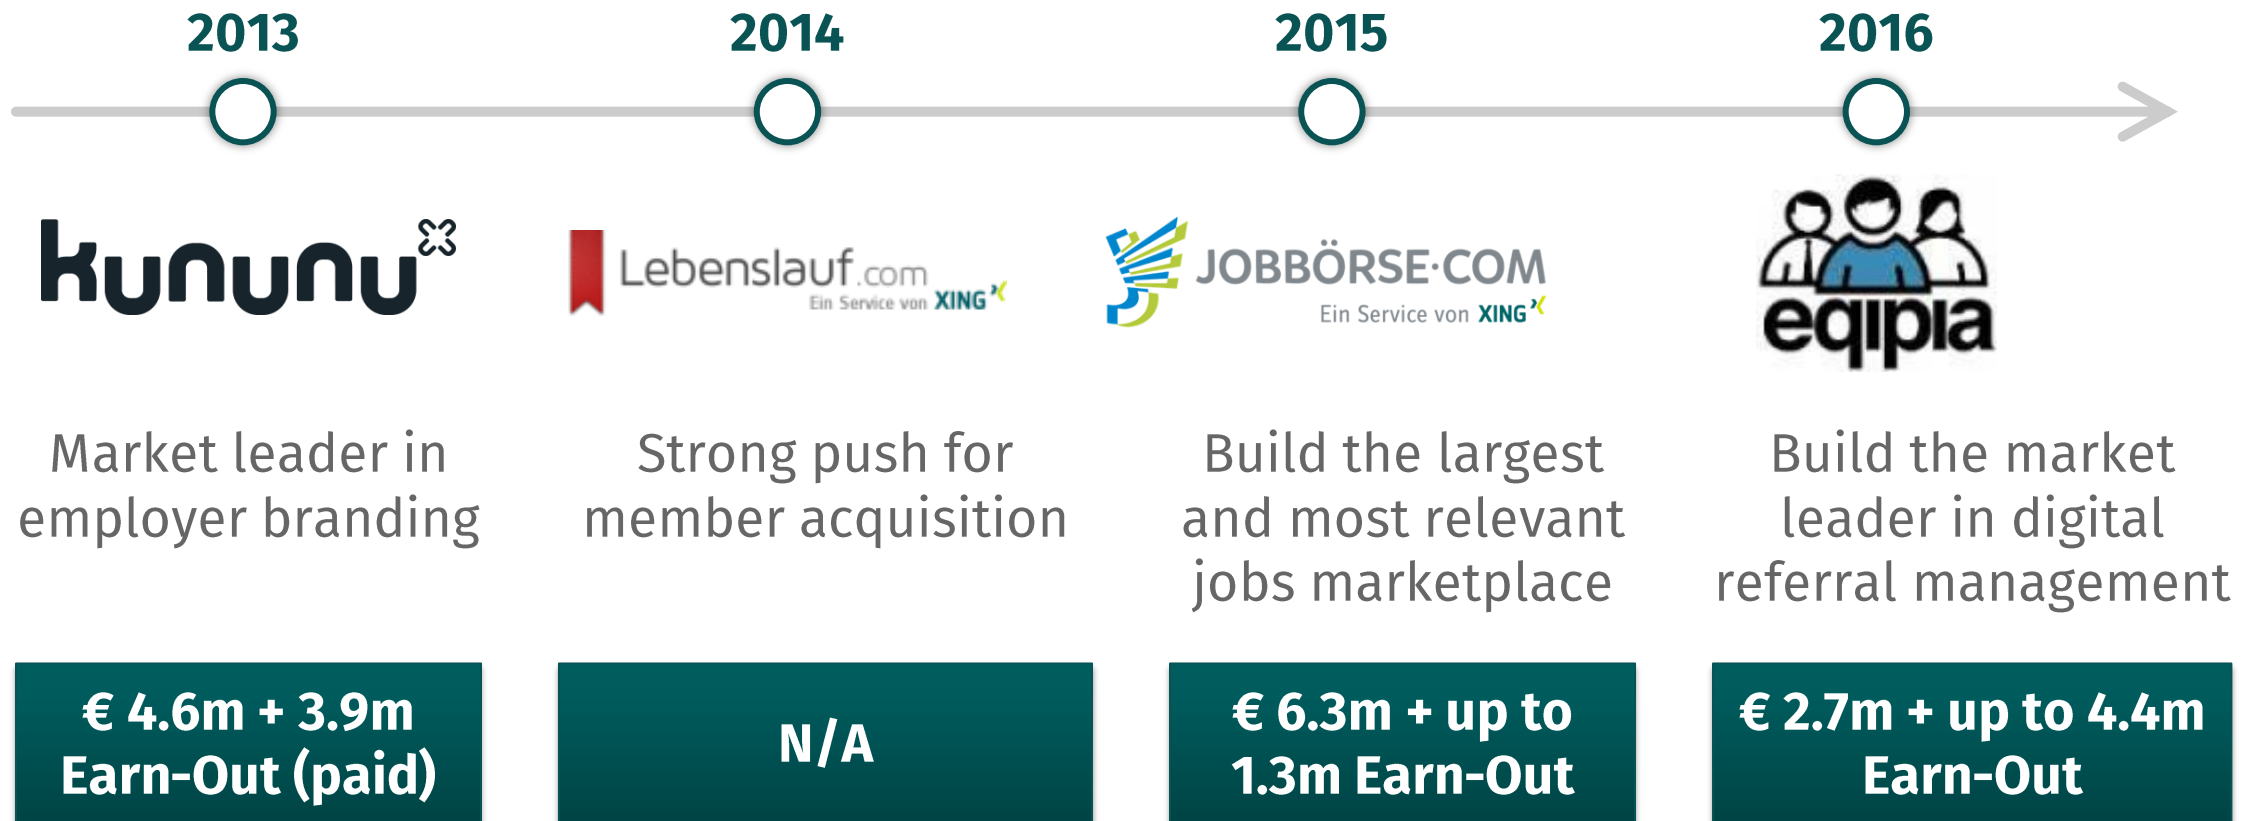 2013
2014
2015
2016
kununu
Lebenslauf.com
Ein Service von XING
JOBBÖRSE·COM
Ein Service von XING
eqipia
Market leader in
employer branding
Strong push for
member acquisition
Build the largest
and most relevant
jobs marketplace
Build the market
leader in digital
referral management
€ 4.6m + 3.9m
Earn-Out (paid)
N/A
€ 6.3m + up to
1.3m Earn-Out
€ 2.7m + up to 4.4m
Earn-Out